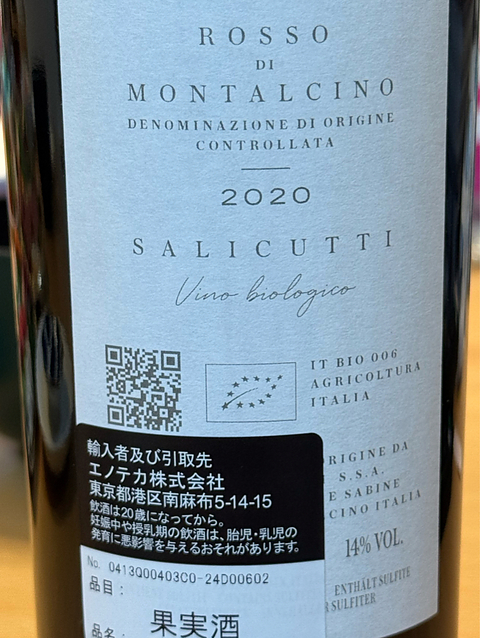 ROSSO
DI
MONTALCINO
DENOMINAZIONE DI ORIGINE
CONTROLLATA
2020
SALICUTTI
Vino biologico
IT BIO 006
AGRICOLTURA
ITALIA
RIGINE DA
S.S.A.
E SABINE
CINO ITALIA
14% VOL.
ENTHÄLT SULFITE
SULFITER
輸入者及び引取先
エノテカ株式会社
東京都港区南麻布5-14-15
飲酒は20歳になってから。
妊娠中や授乳期の飲酒は、胎児・乳児の
発育に悪影響を与えるおそれがあります。
No. 0413Q00403C0-24D00602
品目：
果実酒
品名：